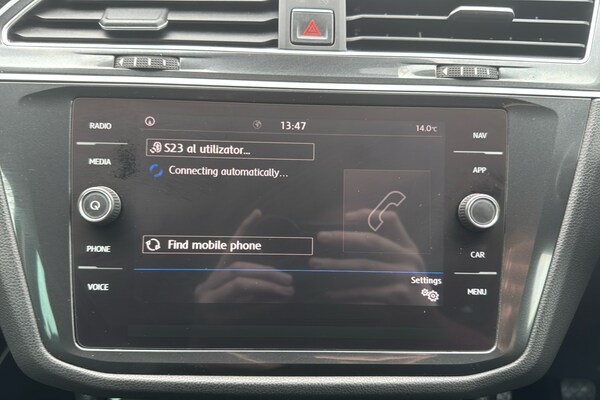 RADIO
MEDIA
PHONE
VOICE
13:47
14.0°C
S23 al utilizator...
Connecting automatically...
Find mobile phone
Settings
NAV
APP
CAR
MENU